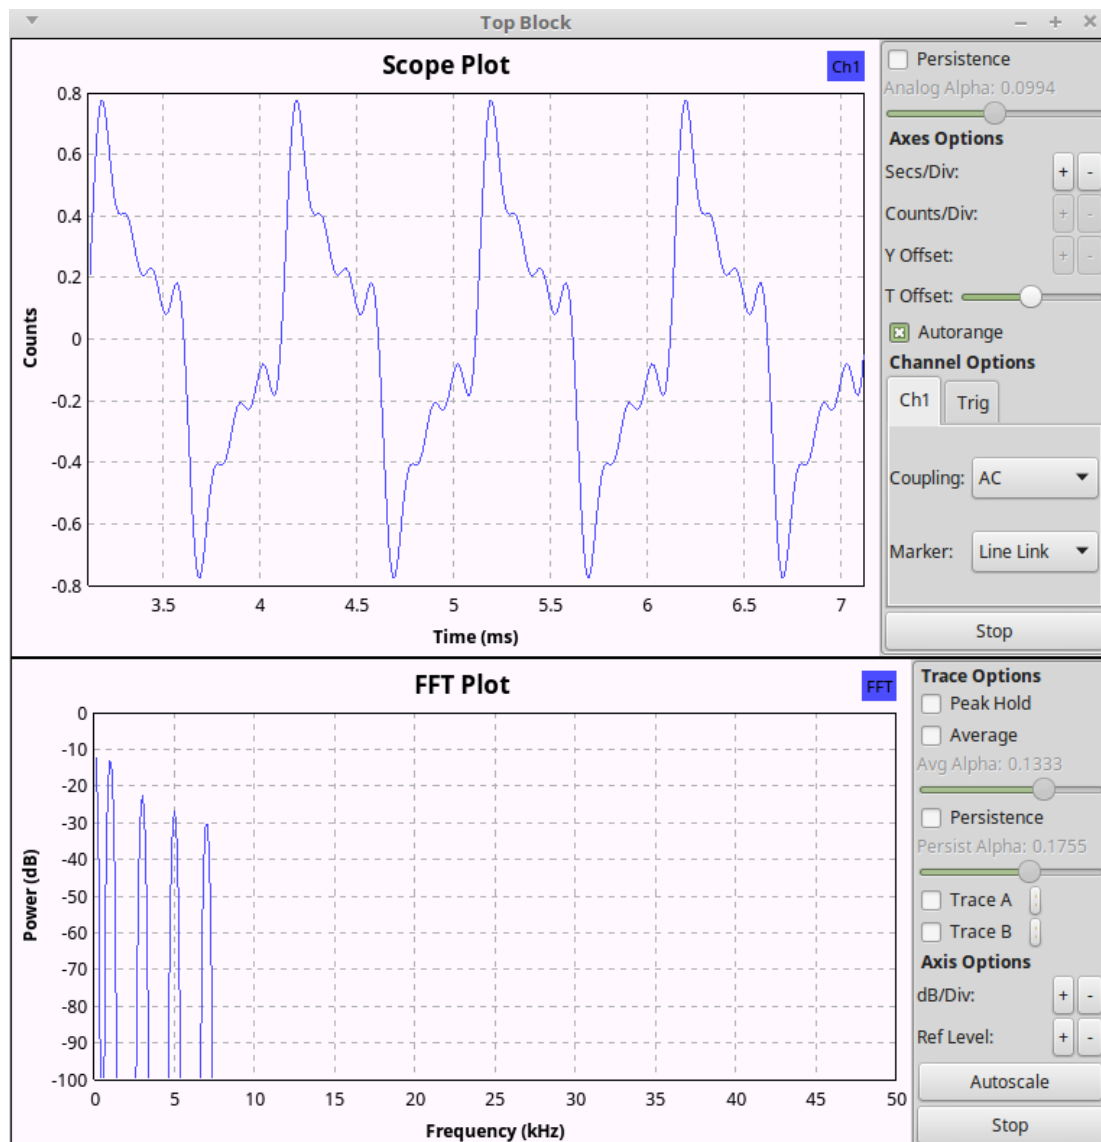 Top Block
Scope Plot
Ch1
Counts
0.8
0.6
0.4
0.2
0
-0.2
-0.4
-0.6
-0.8
3.5 4 4.5 5 5.5 6 6.5 7
Time (ms)
Persistence
Analog Alpha: 0.0994
Axes Options
Secs/Div: + -
Counts/Div: + -
Y Offset: + -
T Offset:
Autorange
Channel Options
Ch1 Trig
Coupling: AC
Marker: Line Link
Stop
FFT Plot
FFT
Power (dB)
0
-10
-20
-30
-40
-50
-60
-70
-80
-90
-100
0 5 10 15 20 25 30 35 40 45 50
Frequency (kHz)
Trace Options
Peak Hold
Average
Avg Alpha: 0.1333
Persistence
Persist Alpha: 0.1755
Trace A
Trace B
Axis Options
dB/Div: + -
Ref Level: + -
Autoscale
Stop